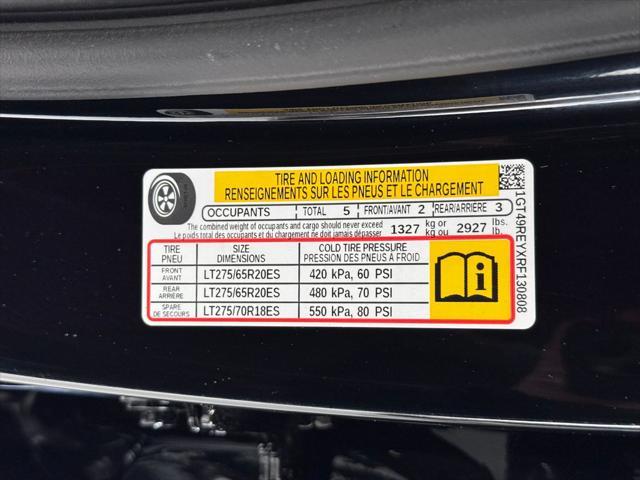 TIRE AND LOADING INFORMATION
RENSEIGNEMENTS SUR LES PNEUS ET LE CHARGEMENT
OCCUPANTS TOTAL 5 FRONT/AVANT 2 REAR/ARRIÈRE 3
The combined weight of occupants and cargo should never exceed 1327 kg or 2927 lbs.
Le poids total des occupants et du chargement ne doit jamais dépasser kg ou lb.
TIRE SIZE COLD TIRE PRESSURE
PNEU DIMENSIONS PRESSION DES PNEUS A FROID
FRONT
AVANT LT275/65R20ES 420 kPa, 60 PSI
REAR
ARRIÈRE LT275/65R20ES 480 kPa, 70 PSI
SPARE
DE SECOURS LT275/70R18ES 550 kPa, 80 PSI
1GT49REYXRF130808